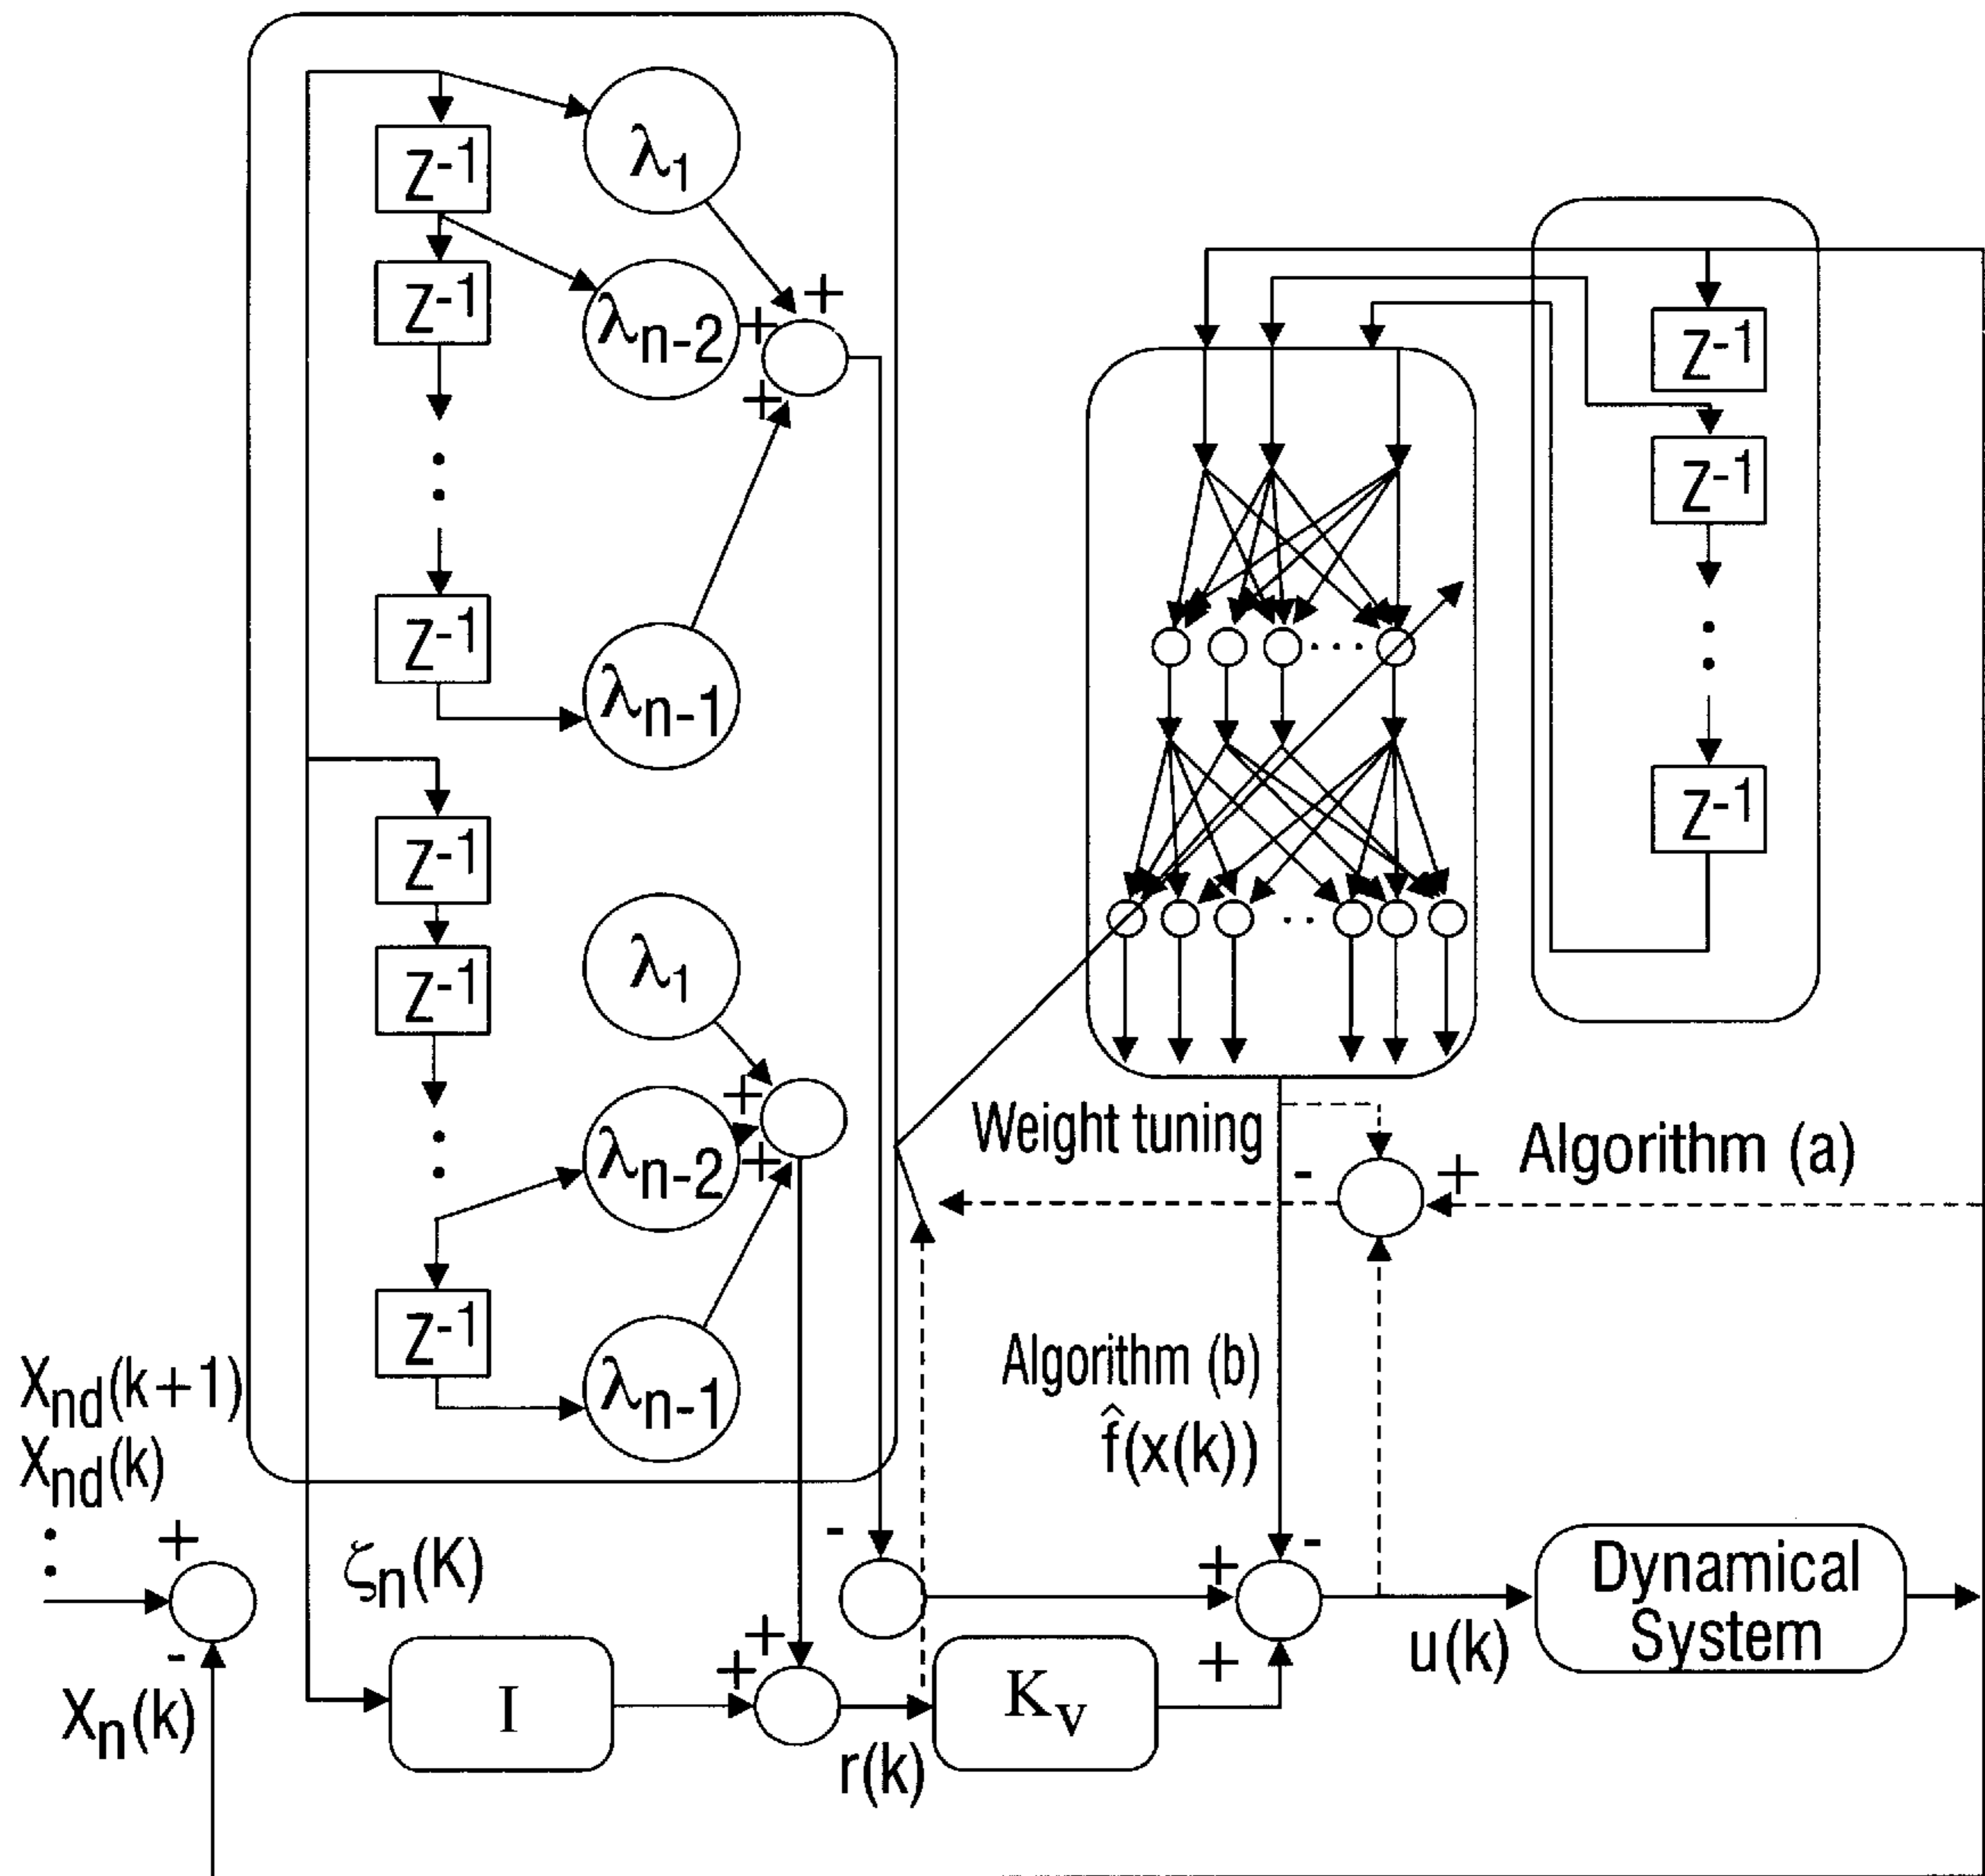 λ1
z-1
z-1
λn-2
+
+
+
z-1
λn-1
z-1
z-1
λ1
z-1
λn-2
+
+
λn-1
z-1
z-1
z-1
Weight tuning
-
+
Algorithm (a)
Algorithm (b)
f̂(x(k))
Xnd(k+1)
Xnd(k)
+
-
Xn(k)
ζn(K)
-
+
-
+
+
+
I
r(k)
Kv
u(k)
Dynamical
System